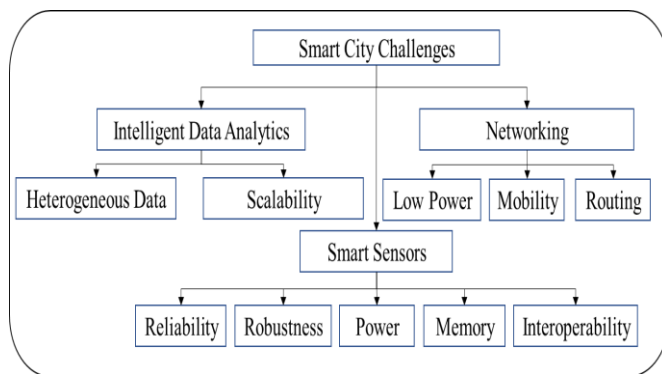 Smart City Challenges
Intelligent Data Analytics
Networking
Heterogeneous Data
Scalability
Low Power
Mobility
Routing
Smart Sensors
Reliability
Robustness
Power
Memory
Interoperability